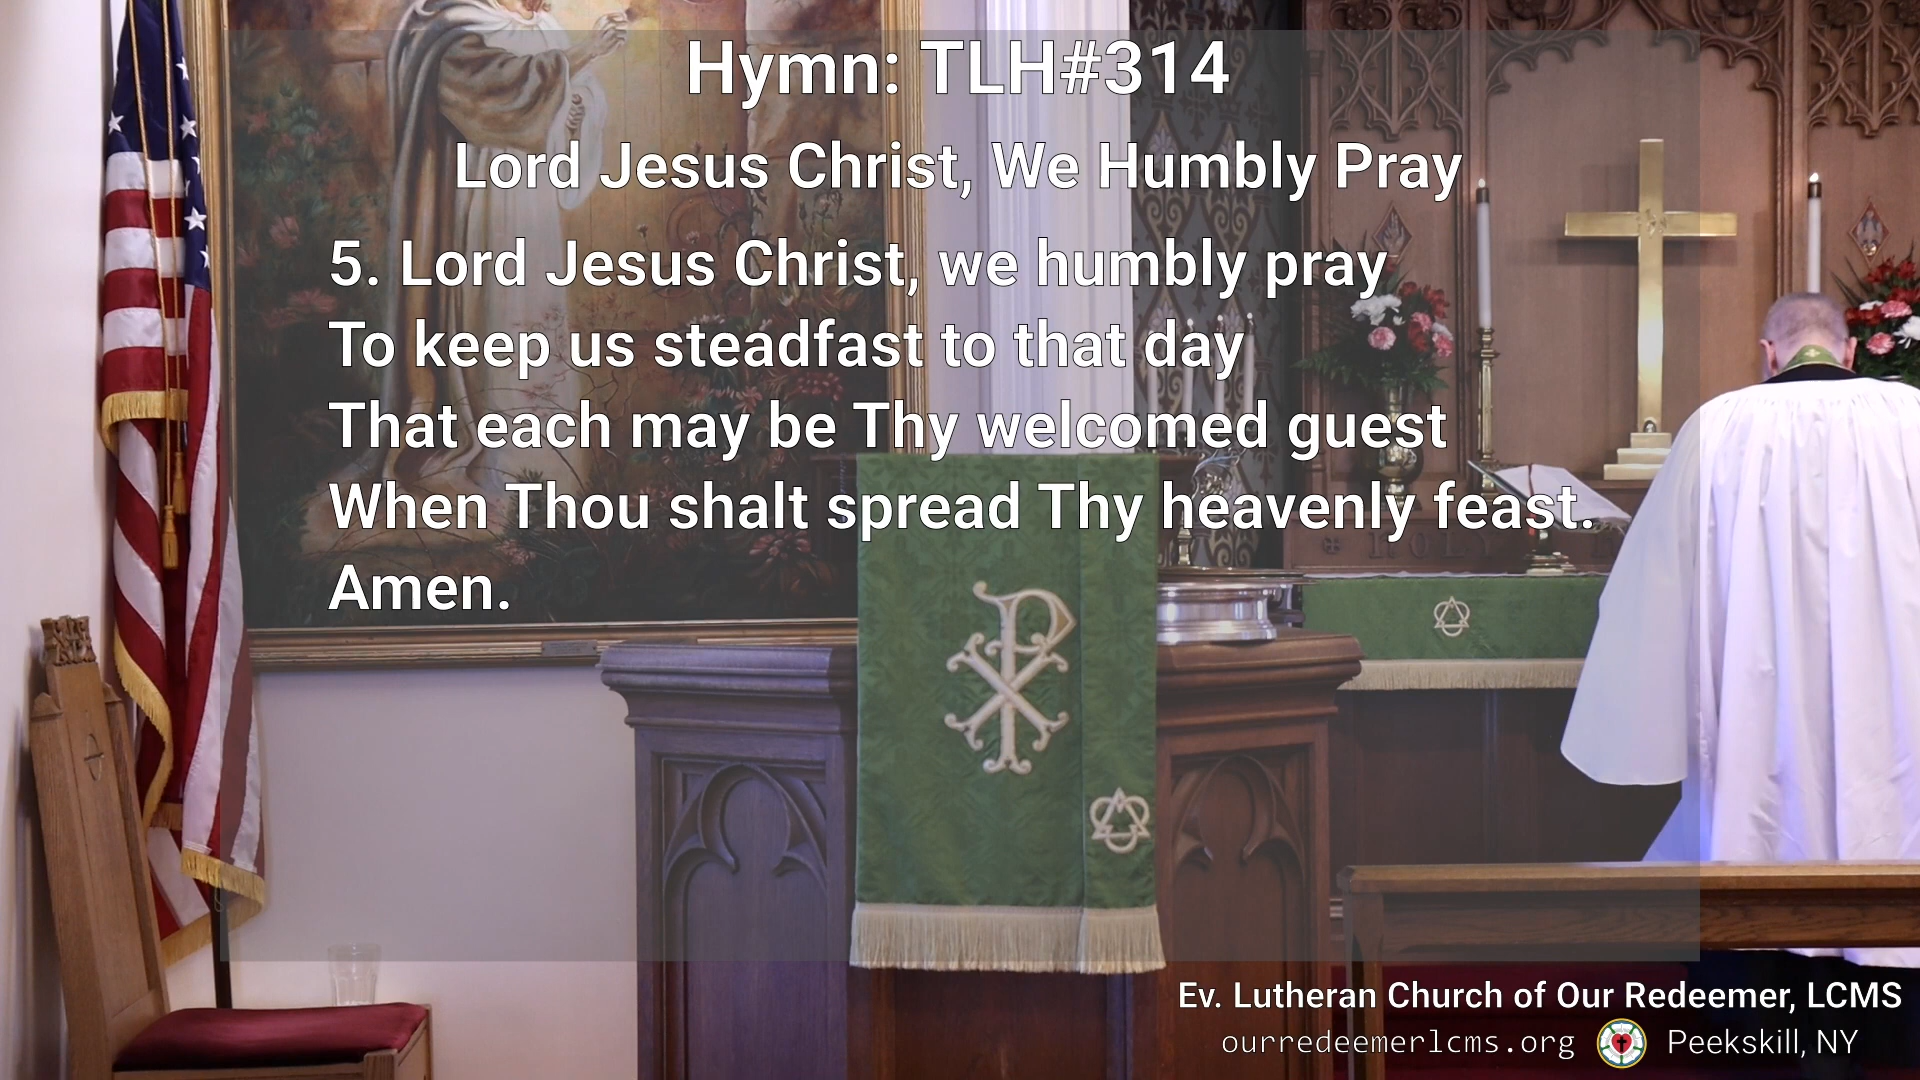 Hymn: TLH#314
Lord Jesus Christ, We Humbly Pray
5. Lord Jesus Christ, we humbly pray
To keep us steadfast to that day
That each may be Thy welcomed guest
When Thou shalt spread Thy heavenly feast.
Amen.
HOLY
Ev. Lutheran Church of Our Redeemer, LCMS
ourredeemerlcms.org Peekskill, NY